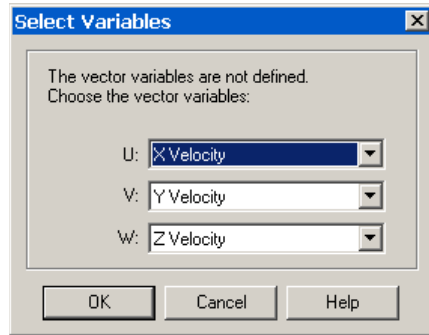 Select Variables
The vector variables are not defined.
Choose the vector variables:
U: X Velocity
V: Y Velocity
W: Z Velocity
OK Cancel Help